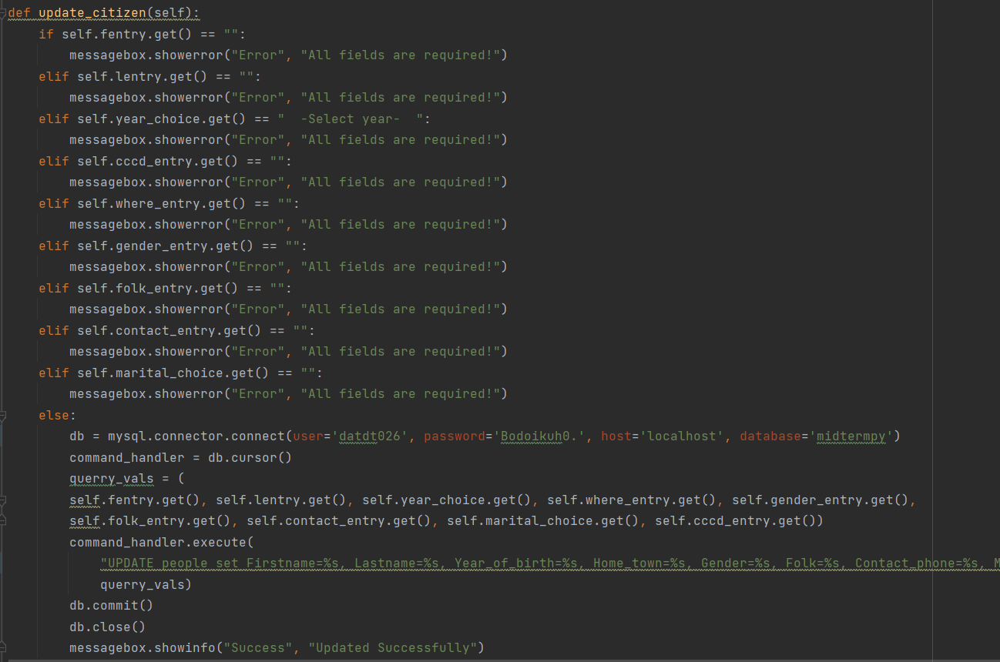 def update_citizen(self):
    if self.fentry.get() == "":
        messagebox.showerror("Error", "All fields are required!")
    elif self.lentry.get() == "":
        messagebox.showerror("Error", "All fields are required!")
    elif self.year_choice.get() == "  -Select year-  ":
        messagebox.showerror("Error", "All fields are required!")
    elif self.cccd_entry.get() == "":
        messagebox.showerror("Error", "All fields are required!")
    elif self.where_entry.get() == "":
        messagebox.showerror("Error", "All fields are required!")
    elif self.gender_entry.get() == "":
        messagebox.showerror("Error", "All fields are required!")
    elif self.folk_entry.get() == "":
        messagebox.showerror("Error", "All fields are required!")
    elif self.contact_entry.get() == "":
        messagebox.showerror("Error", "All fields are required!")
    elif self.marital_choice.get() == "":
        messagebox.showerror("Error", "All fields are required!")
    else:
        db = mysql.connector.connect(user='datdt026', password='Bodoikuh0.', host='localhost', database='midtermpy')
        command_handler = db.cursor()
        querry_vals = (
        self.fentry.get(), self.lentry.get(), self.year_choice.get(), self.where_entry.get(), self.gender_entry.get(),
        self.folk_entry.get(), self.contact_entry.get(), self.marital_choice.get(), self.cccd_entry.get())
        command_handler.execute(
            "UPDATE people set Firstname=%s, Lastname=%s, Year_of_birth=%s, Home_town=%s, Gender=%s, Folk=%s, Contact_phone=%s,
            querry_vals)
        db.commit()
        db.close()
        messagebox.showinfo("Success", "Updated Successfully")